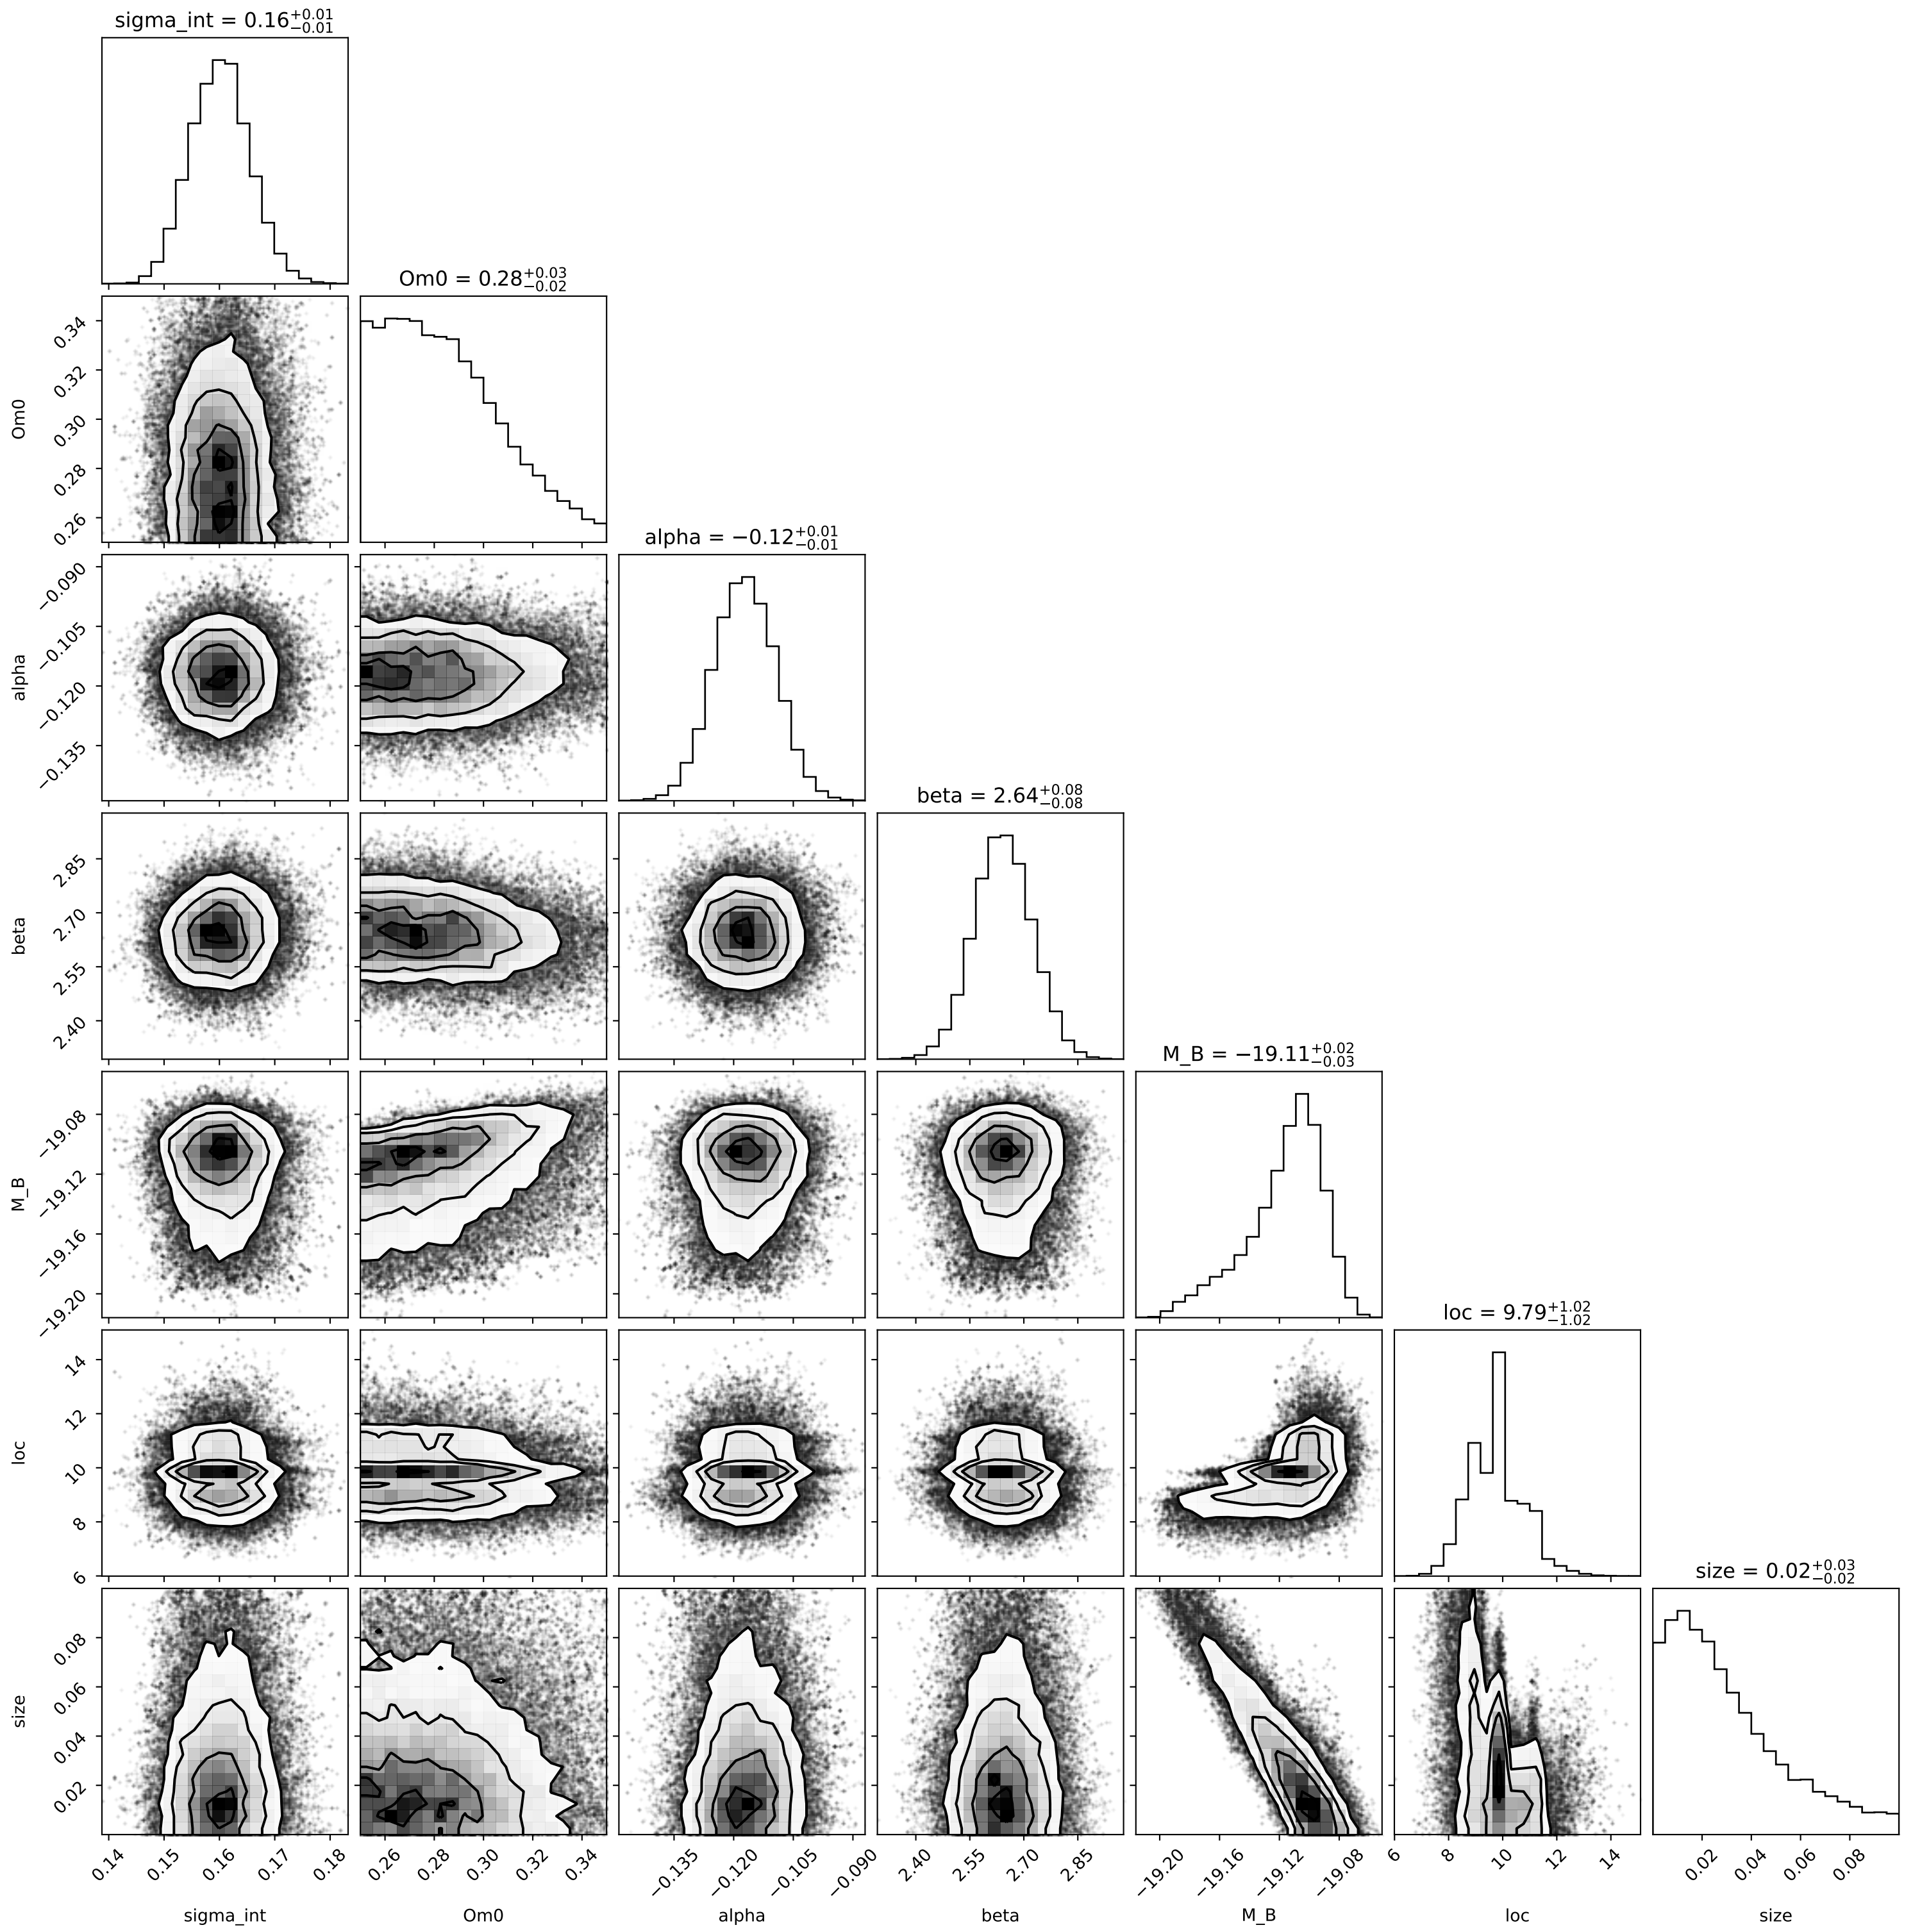 sigma_int = 0.16+0.01−0.01
Om0 = 0.28+0.03−0.02
0.34
0.32
0.30
0.28
0.26
Om0
alpha = −0.12+0.01−0.01
−0.090
−0.105
−0.120
−0.135
alpha
beta = 2.64+0.08−0.08
2.85
2.70
2.55
2.40
beta
M_B = −19.11+0.02−0.03
−19.08
−19.12
−19.16
−19.20
M_B
loc = 9.79+1.02−1.02
14
12
10
8
6
loc
size = 0.02+0.03−0.02
0.08
0.06
0.04
0.02
size
0.14 0.15 0.16 0.17 0.18 0.26 0.28 0.30 0.32 0.34 −0.135 −0.120 −0.105 −0.090 2.40 2.55 2.70 2.85 −19.20 −19.16 −19.12 −19.08 6 8 10 12 14 0.02 0.04 0.06 0.08
sigma_int Om0 alpha beta M_B loc size